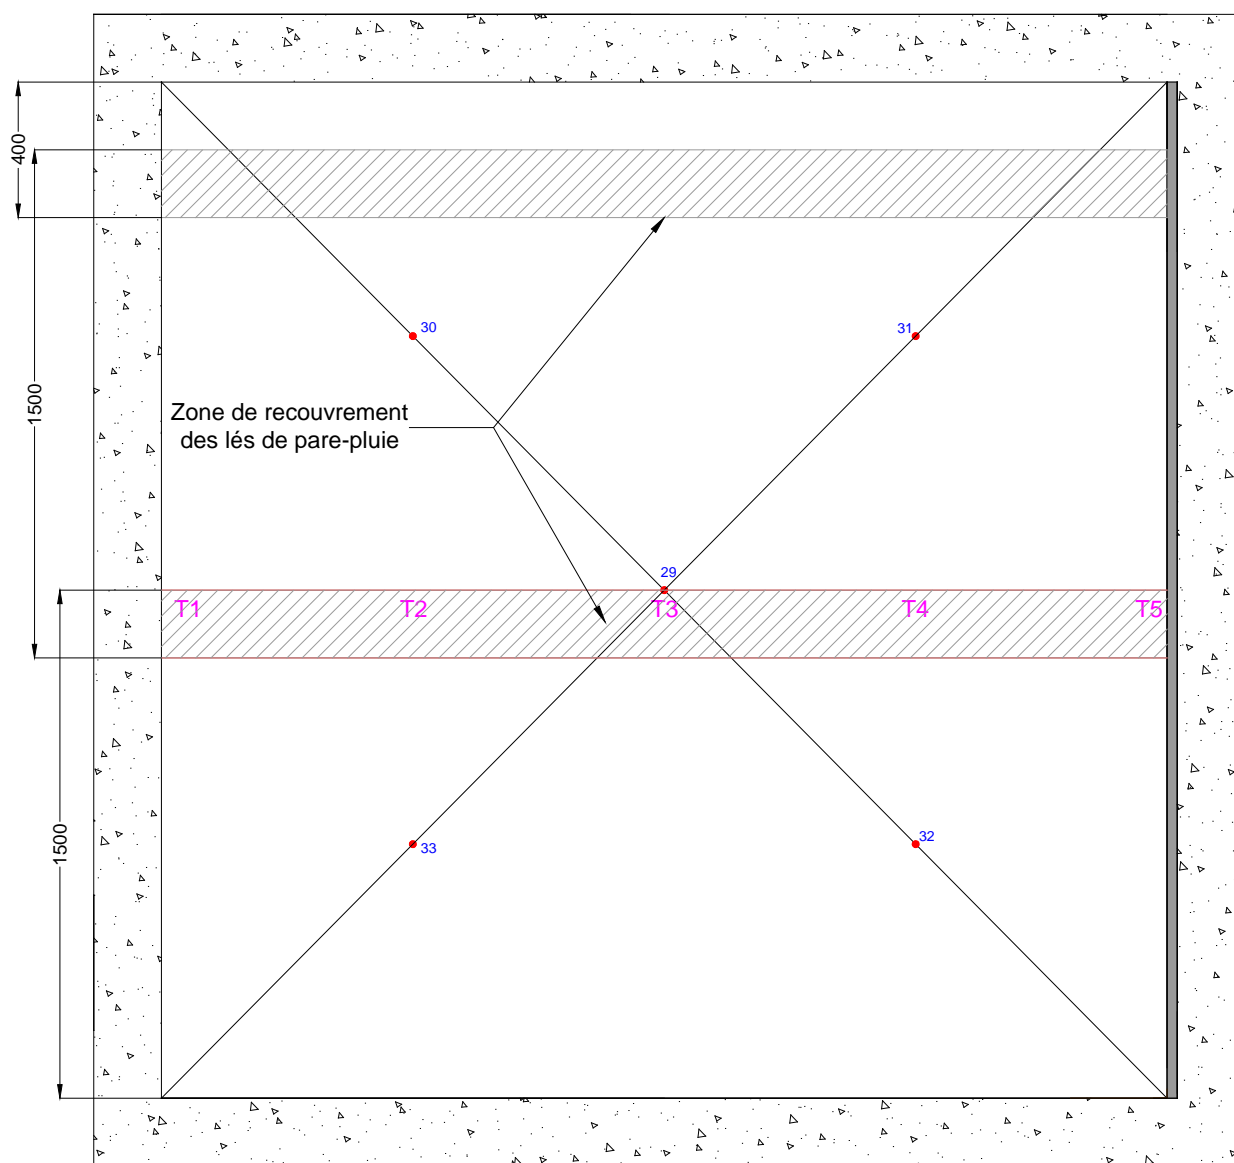 400
30
31
1500
Zone de recouvrement
des lés de pare-pluie
29
T1
T2
T3
T4
T5
1500
33
32